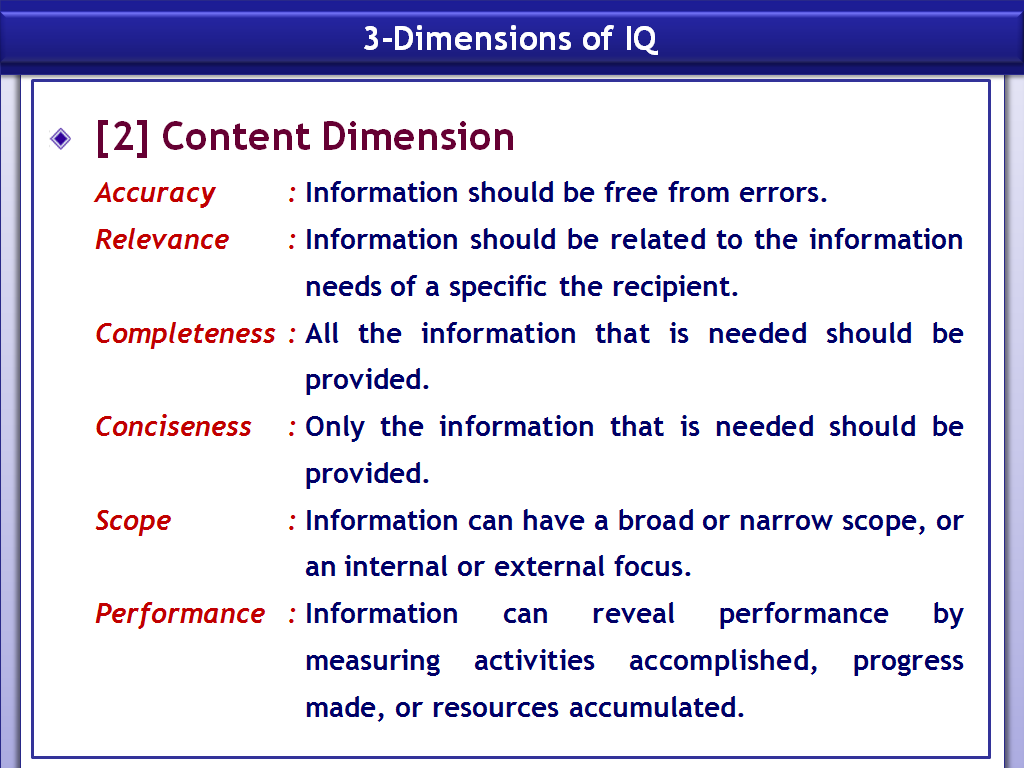 3-Dimensions of IQ
[2] Content Dimension
Accuracy : Information should be free from errors.
Relevance : Information should be related to the information
needs of a specific the recipient.
Completeness : All the information that is needed should be
provided.
Conciseness : Only the information that is needed should be
provided.
Scope : Information can have a broad or narrow scope, or
an internal or external focus.
Performance : Information can reveal performance by
measuring activities accomplished, progress
made, or resources accumulated.